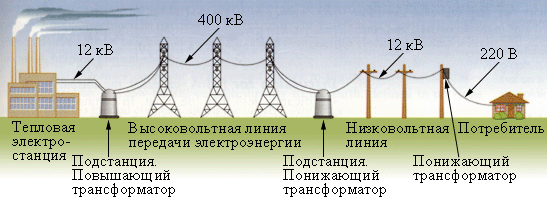 400 кВ
12 кВ
12 кВ
220 В
Тепловая
электро-
станция
Высоковольтная линия
передачи электроэнергии
Низковольтная
линия
Потребитель
Подстанция.
Повышающий
трансформатор
Подстанция.
Понижающий
трансформатор
Понижающий
трансформатор